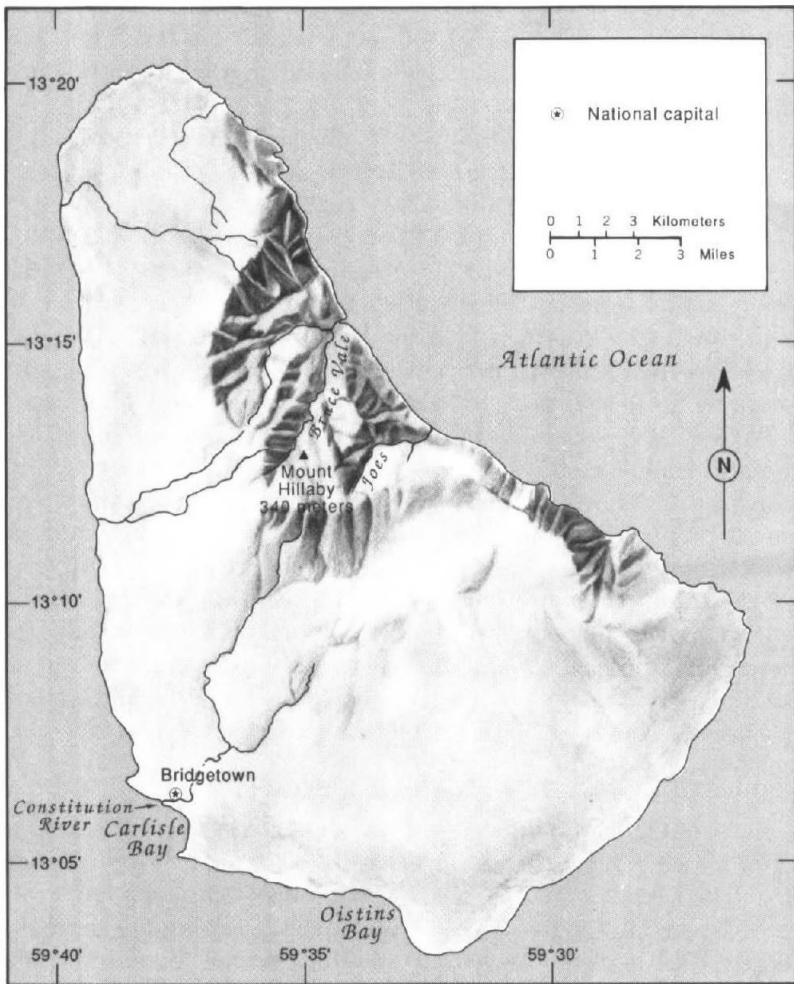 13°20'
National capital
0 1 2 3 Kilometers
0 1 2 3 Miles
13°15'
Atlantic Ocean
Bruce Vale
N
Mount
Hillaby
340 meters
Joes
13°10'
Bridgetown
Constitution
River
Carlisle
Bay
13°05'
Oistins
Bay
59°40'
59°35'
59°30'